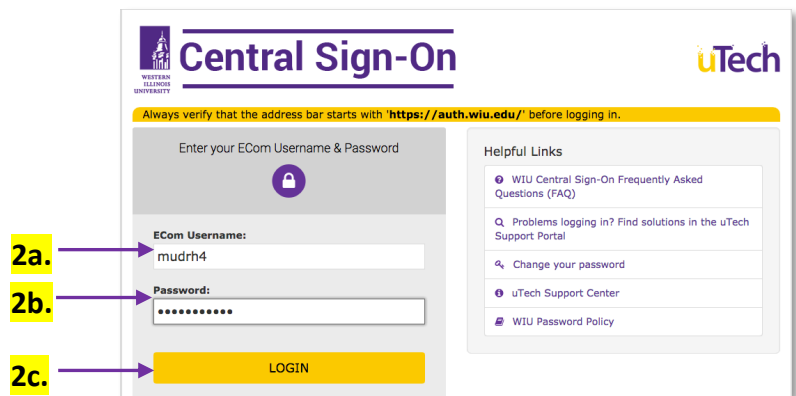 WESTERN
ILLINOIS
UNIVERSITY
Central Sign-On
uTech
Always verify that the address bar starts with 'https://auth.wiu.edu/' before logging in.
Enter your ECom Username & Password
2a.
ECom Username:
mudrh4
2b.
Password:
•••••••••••
2c.
LOGIN
Helpful Links
WIU Central Sign-On Frequently Asked
Questions (FAQ)
Problems logging in? Find solutions in the uTech
Support Portal
Change your password
uTech Support Center
WIU Password Policy